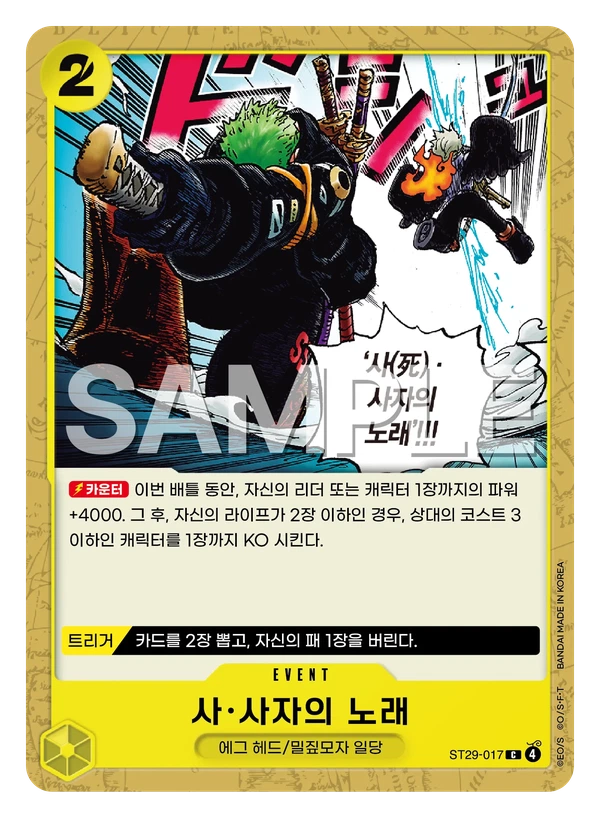 2
'사(死)·
사자의
노래'!!!
SAMPLE
카운터 이번 배틀 동안, 자신의 리더 또는 캐릭터 1장까지의 파워
+4000. 그 후, 자신의 라이프가 2장 이하인 경우, 상대의 코스트 3
이하인 캐릭터를 1장까지 KO 시킨다.
트리거 카드를 2장 뽑고, 자신의 패 1장을 버린다.
EVENT
사·사자의 노래
에그 헤드/밀짚모자 일당
ST29-017 C 4
©EO/S ©O/S·F·T BANDAI MADE IN KOREA